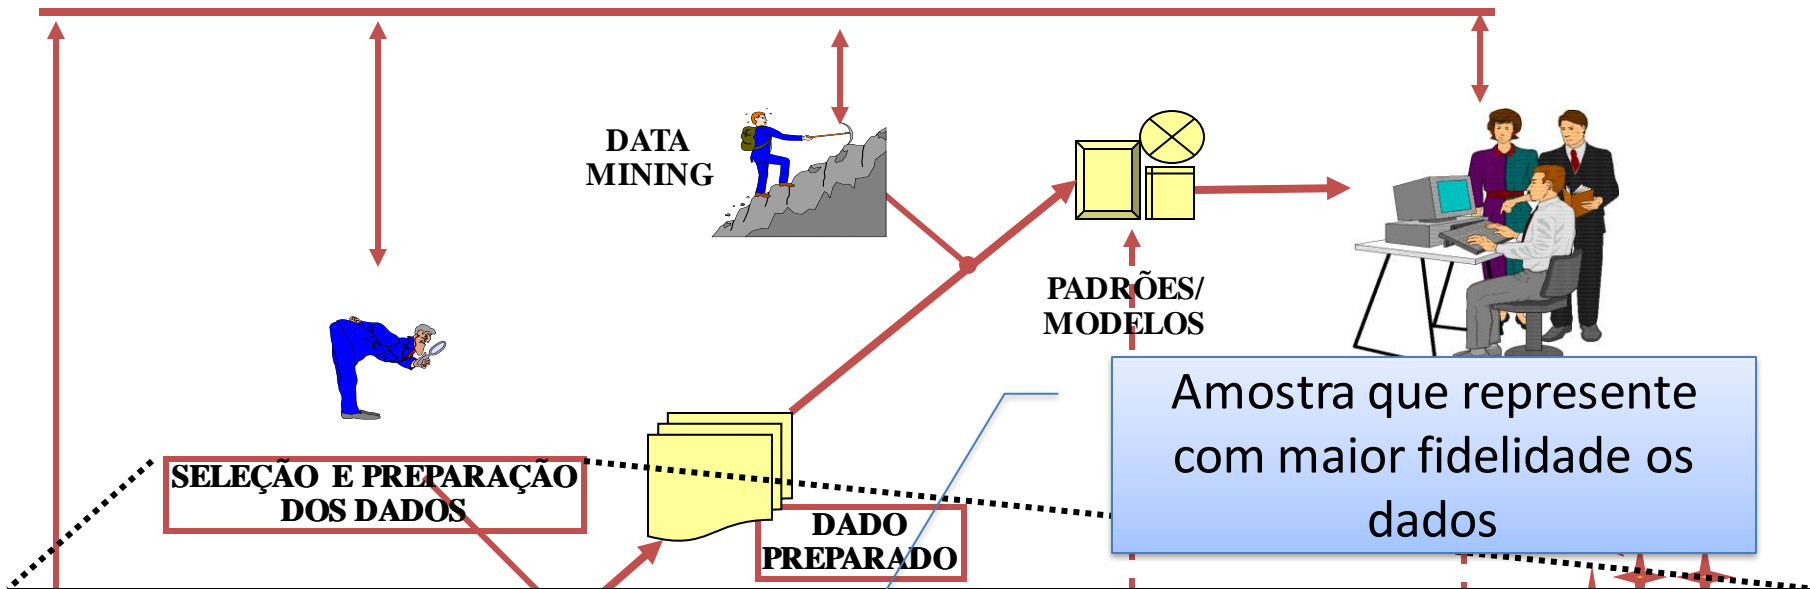 DATA
MINING
PADRÕES/
MODELOS
Amostra que represente
com maior fidelidade os
dados
SELEÇÃO E PREPARAÇÃO
DOS DADOS
DADO
PREPARADO